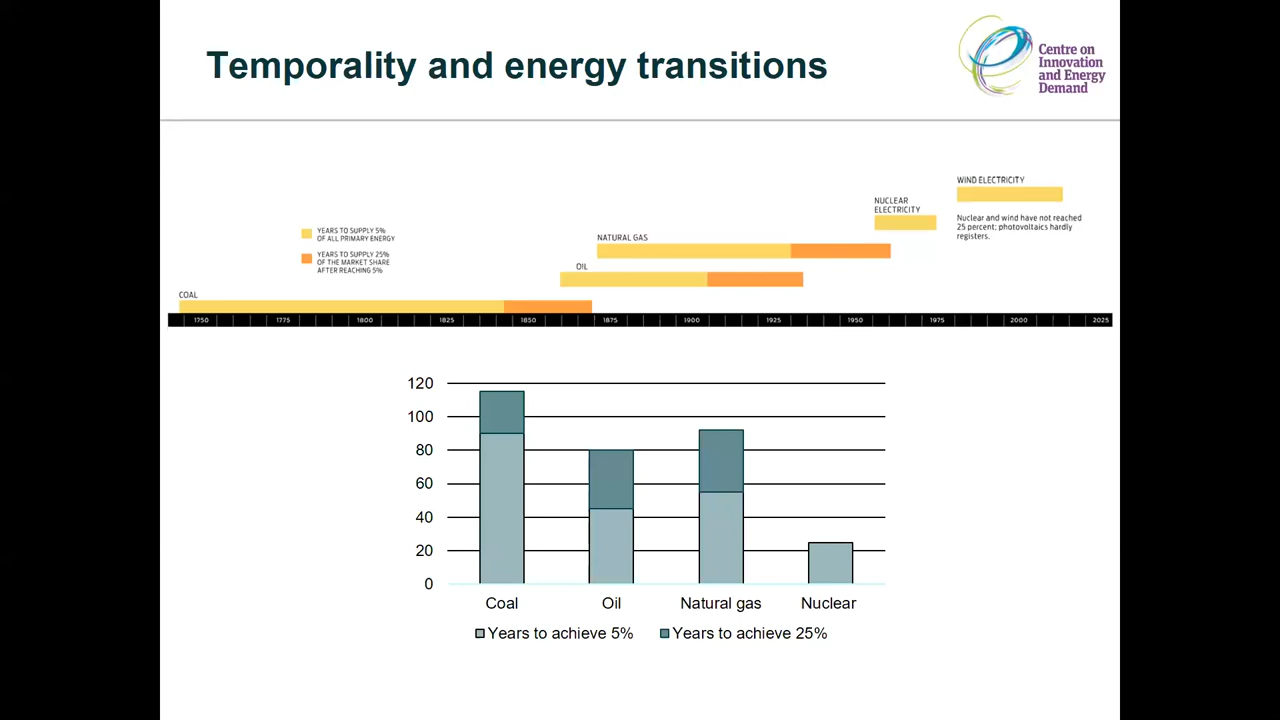 Temporality and energy transitions
Centre on
Innovation
and Energy
Demand
WIND ELECTRICITY
NUCLEAR
ELECTRICITY
Nuclear and wind have not reached
25 percent; photovoltaics hardly
registers.
YEARS TO SUPPLY 5%
OF ALL PRIMARY ENERGY
YEARS TO SUPPLY 25%
OF THE MARKET SHARE
AFTER REACHING 5%
NATURAL GAS
OIL
COAL
1750 1775 1800 1825 1850 1875 1900 1925 1950 1975 2000 2025
120
100
80
60
40
20
0
Coal Oil Natural gas Nuclear
Years to achieve 5% Years to achieve 25%